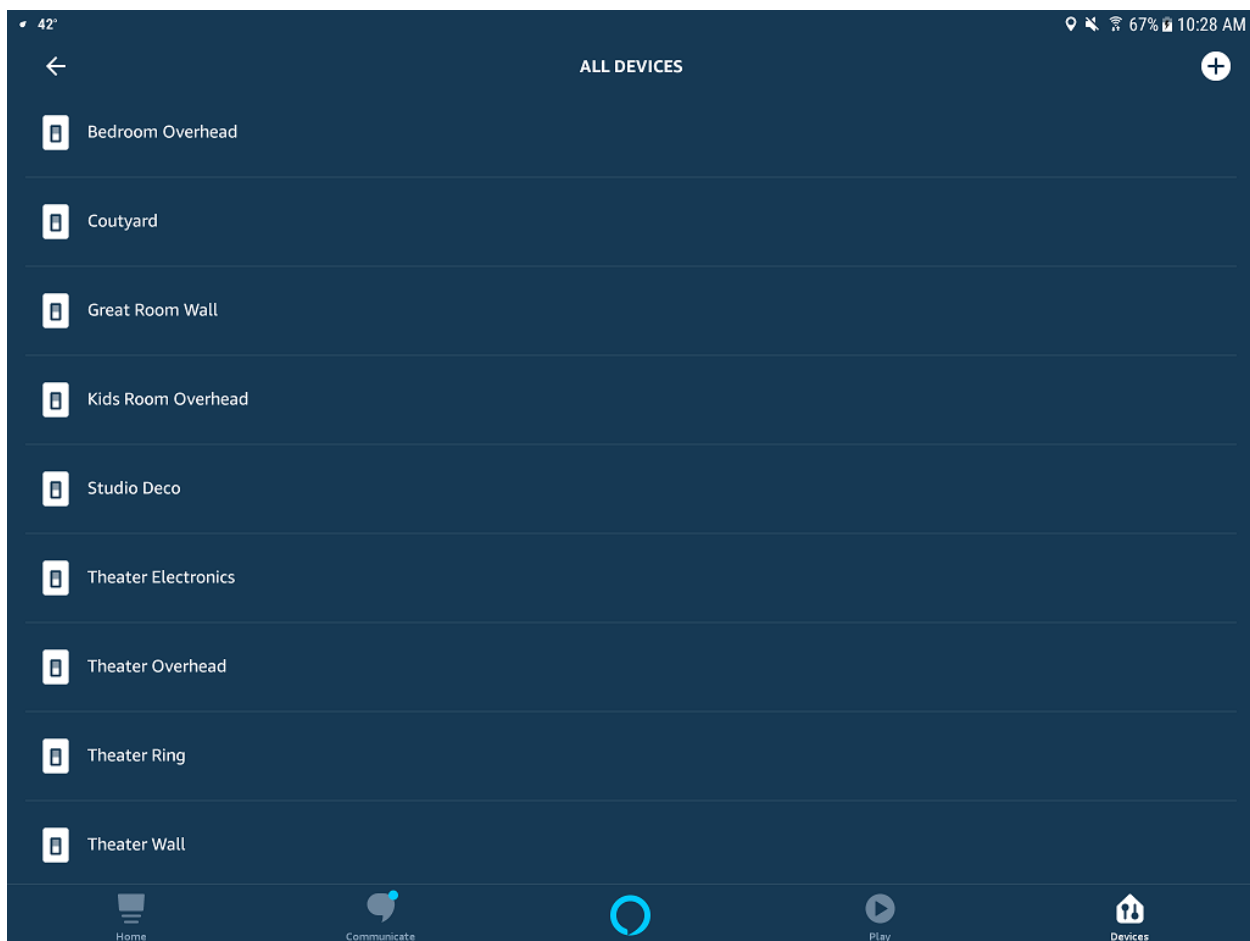 42°
67% 10:28 AM
ALL DEVICES
Bedroom Overhead
Coutyard
Great Room Wall
Kids Room Overhead
Studio Deco
Theater Electronics
Theater Overhead
Theater Ring
Theater Wall
Home Communicate Play Devices